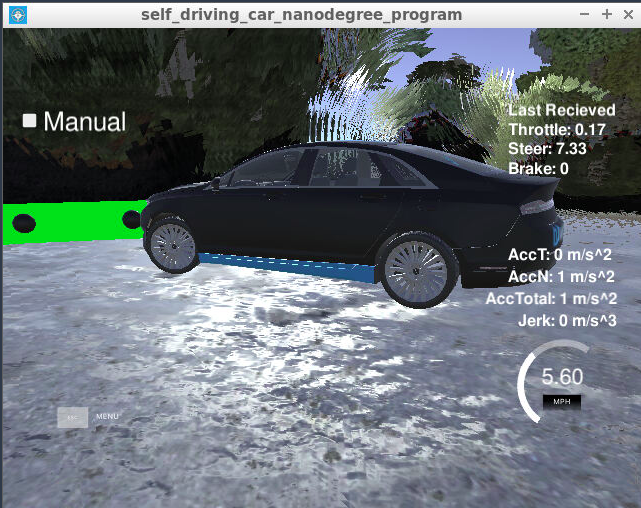 self_driving_car_nanodegree_program
Manual
Last Recieved
Throttle: 0.17
Steer: 7.33
Brake: 0
AccT: 0 m/s^2
AccN: 1 m/s^2
AccTotal: 1 m/s^2
Jerk: 0 m/s^3
5.60
MPH
MENU